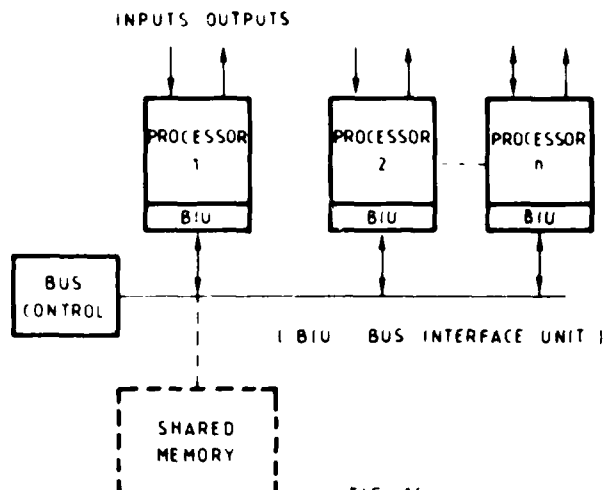 INPUTS OUTPUTS
PROCESSOR
1
BIU
PROCESSOR
2
BIU
PROCESSOR
n
BIU
BUS
CONTROL
( BIU BUS INTERFACE UNIT )
SHARED
MEMORY